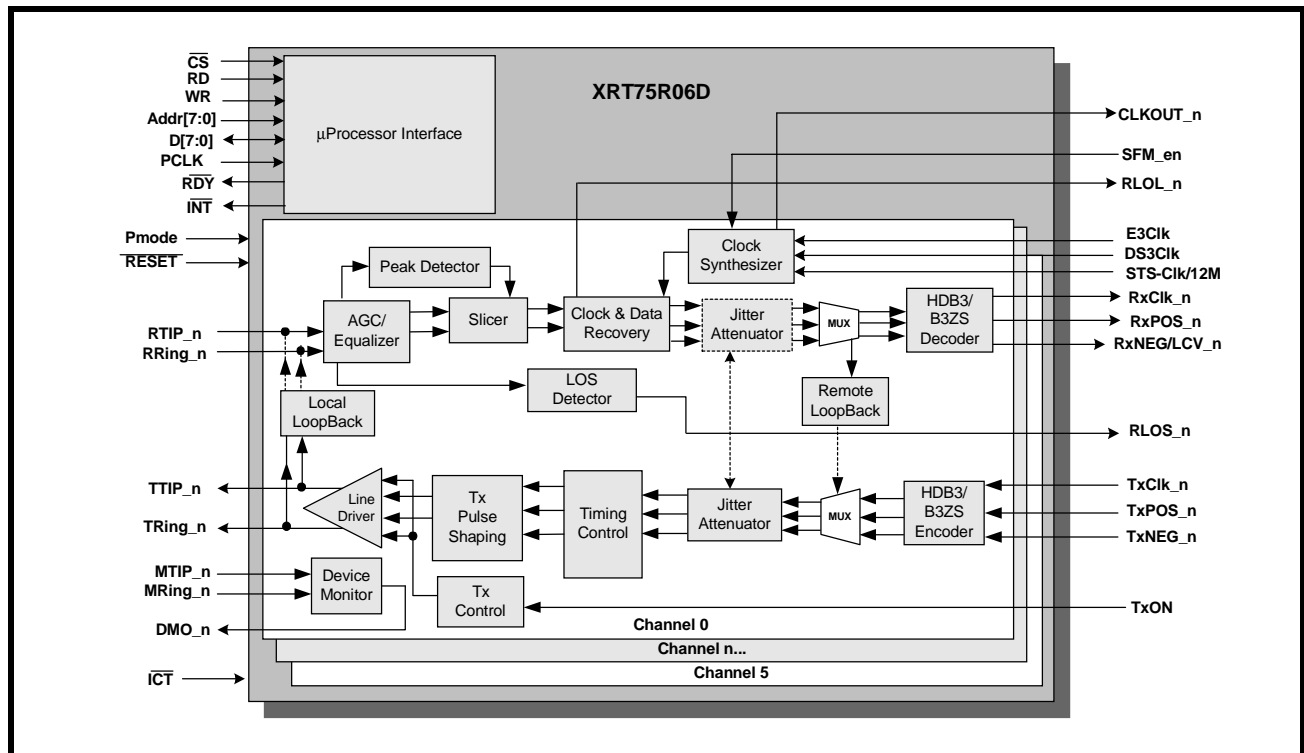 XRT75R06D
CS
RD
WR
Addr[7:0]
D[7:0]
PCLK
RDY
INT
Pmode
RESET
μProcessor Interface
CLKOUT_n
SFM_en
RLOL_n
E3Clk
DS3Clk
STS-Clk/12M
RxClk_n
RxPOS_n
RxNEG/LCV_n
RTIP_n
RRing_n
Peak Detector
AGC/
Equalizer
Slicer
Clock & Data
Recovery
Clock
Synthesizer
Jitter
Attenuator
MUX
HDB3/
B3ZS
Decoder
LOS
Detector
Remote
LoopBack
Local
LoopBack
RLOS_n
TTIP_n
TRing_n
Line
Driver
Tx
Pulse
Shaping
Timing
Control
Jitter
Attenuator
MUX
HDB3/
B3ZS
Encoder
TxClk_n
TxPOS_n
TxNEG_n
MTIP_n
MRing_n
DMO_n
Device
Monitor
Tx
Control
TxON
Channel 0
Channel n...
Channel 5
ICT